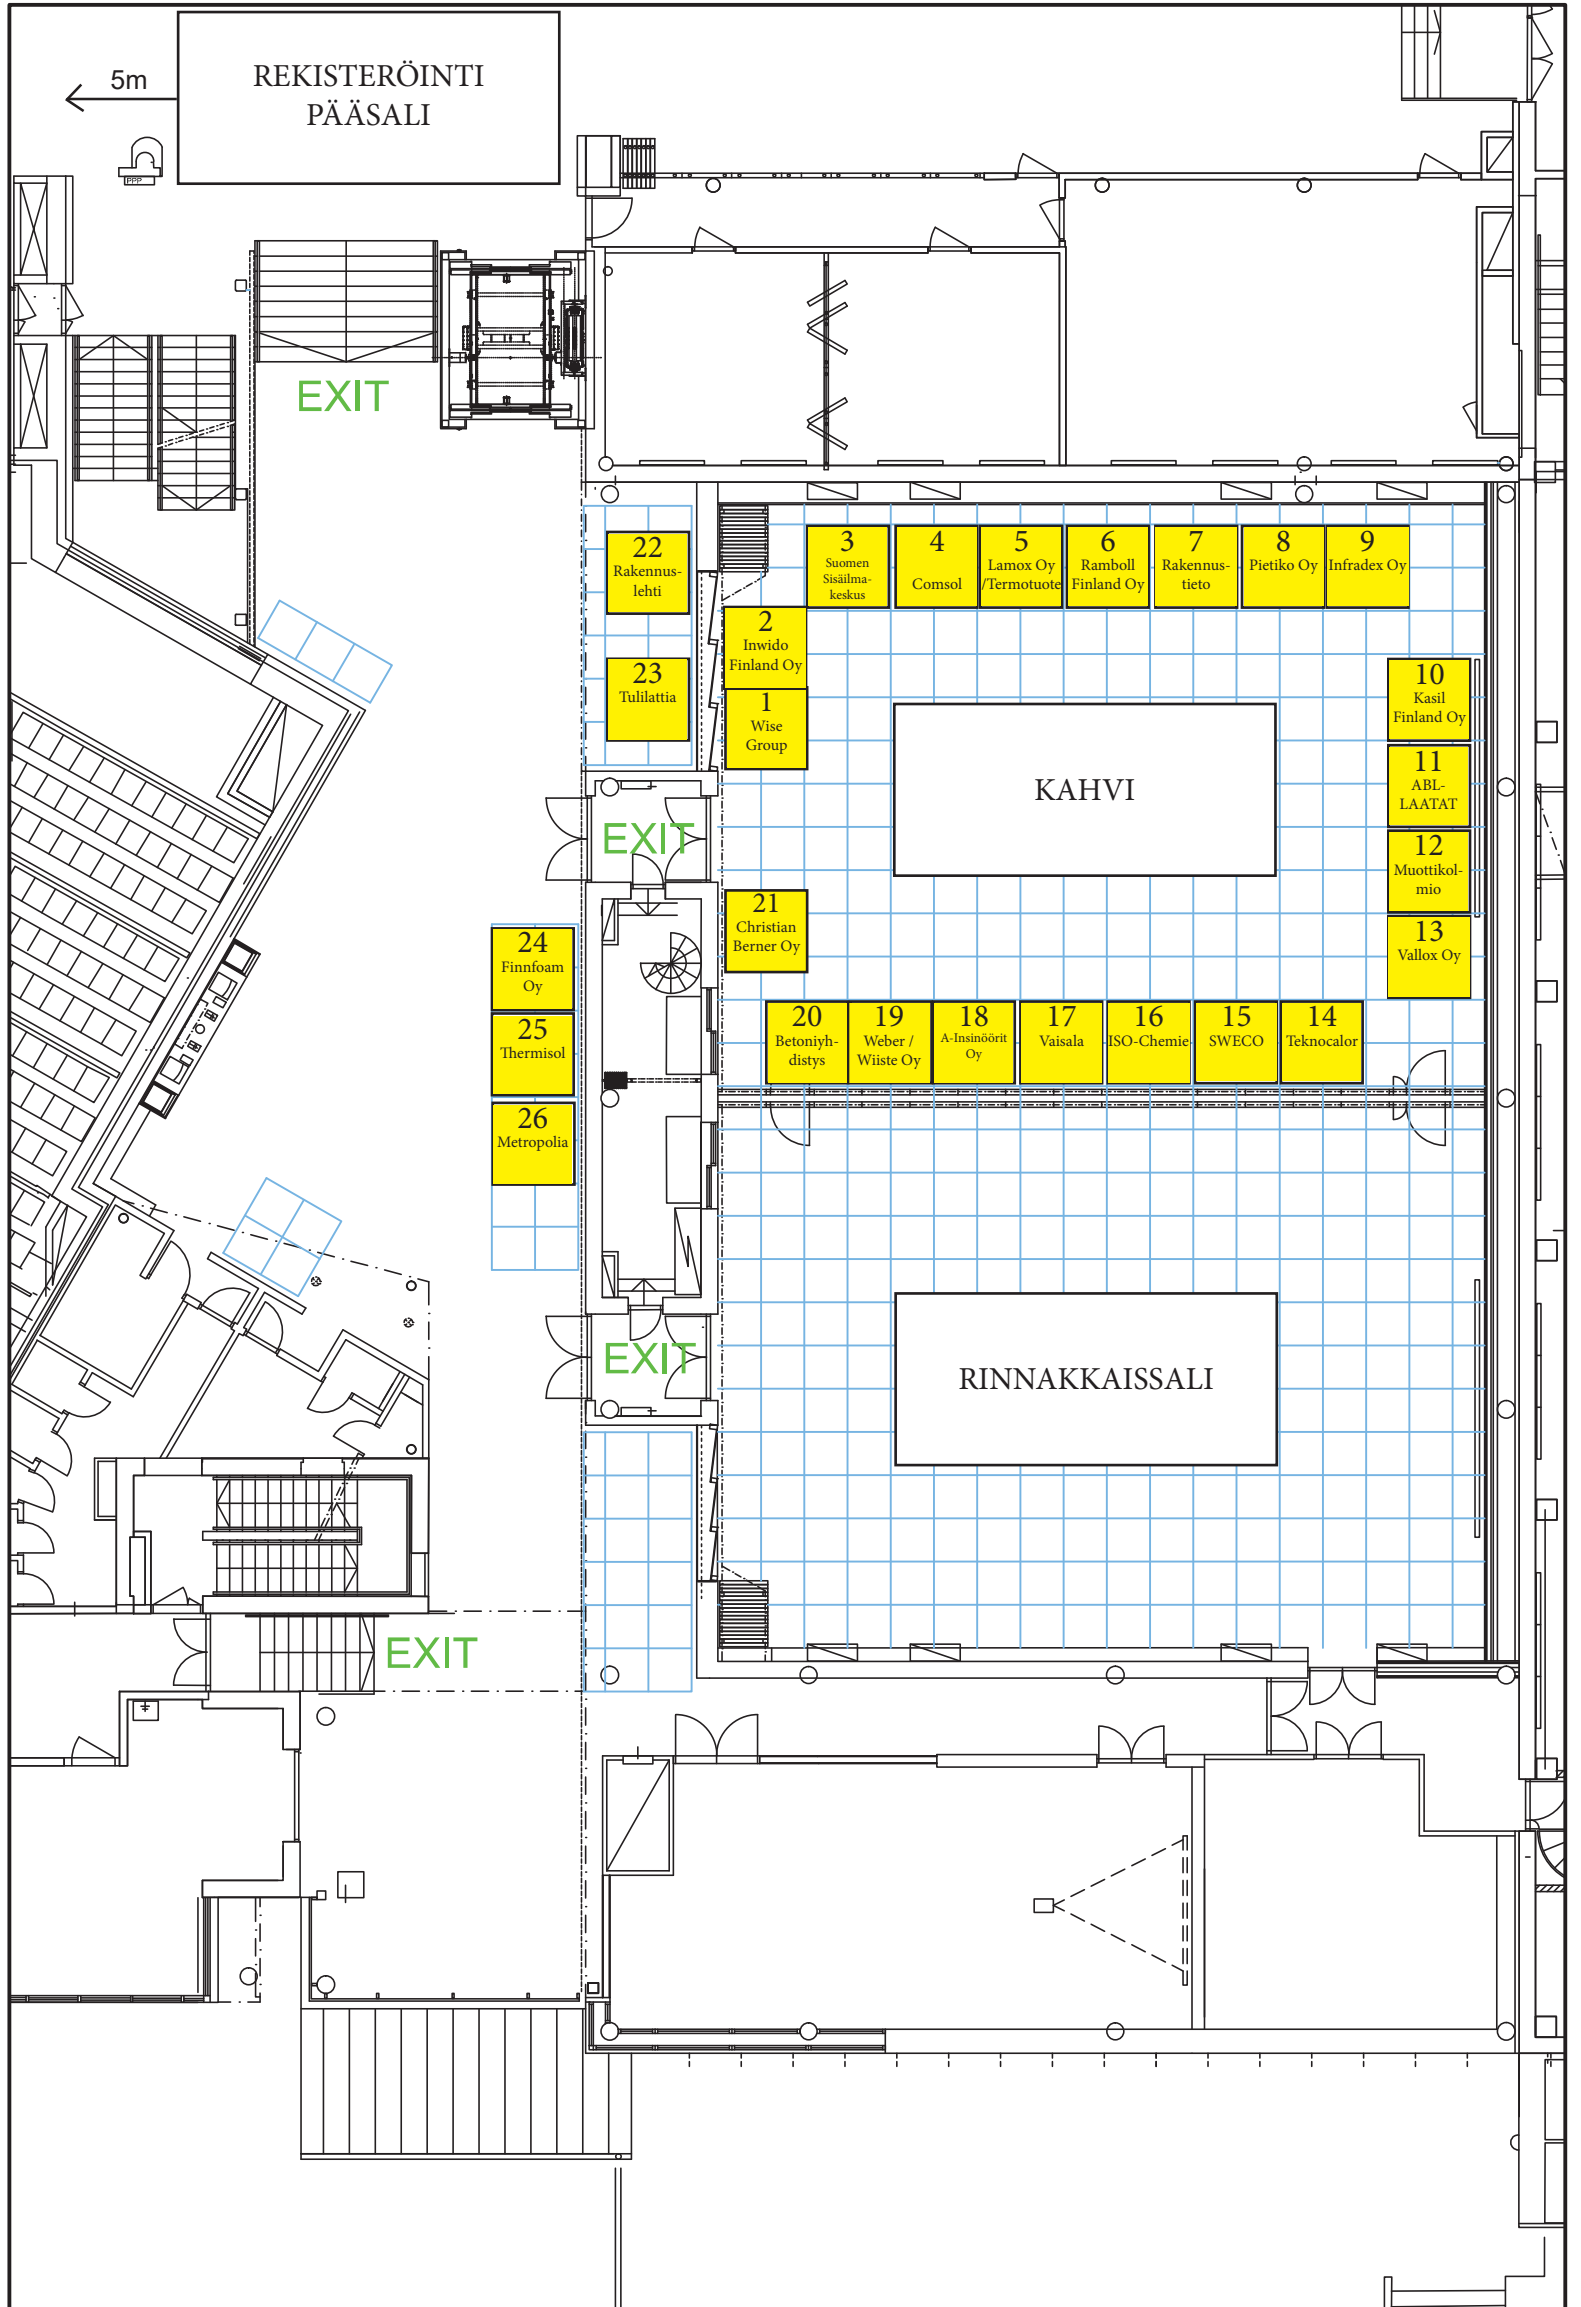 5m
REKISTERÖINTI
PÄÄSALI
PPP
EXIT
22
Rakennus-
lehti
23
Tulilattia
3
Suomen
Sisäilma-
keskus
4
Comsol
5
Lamox Oy
/Termotuote
6
Ramboll
Finland Oy
7
Rakennus-
tieto
8
Pietiko Oy
9
Infradex Oy
2
Inwido
Finland Oy
1
Wise
Group
10
Kasil
Finland Oy
11
ABL-
LAATAT
12
Muottikol-
mio
13
Vallox Oy
KAHVI
EXIT
21
Christian
Berner Oy
24
Finnfoam
Oy
25
Thermisol
26
Metropolia
20
Betoniyh-
distys
19
Weber /
Wiiste Oy
18
A-Insinöörit
Oy
17
Vaisala
16
ISO-Chemie
15
SWECO
14
Teknocalor
EXIT
RINNAKKAISSALI
EXIT